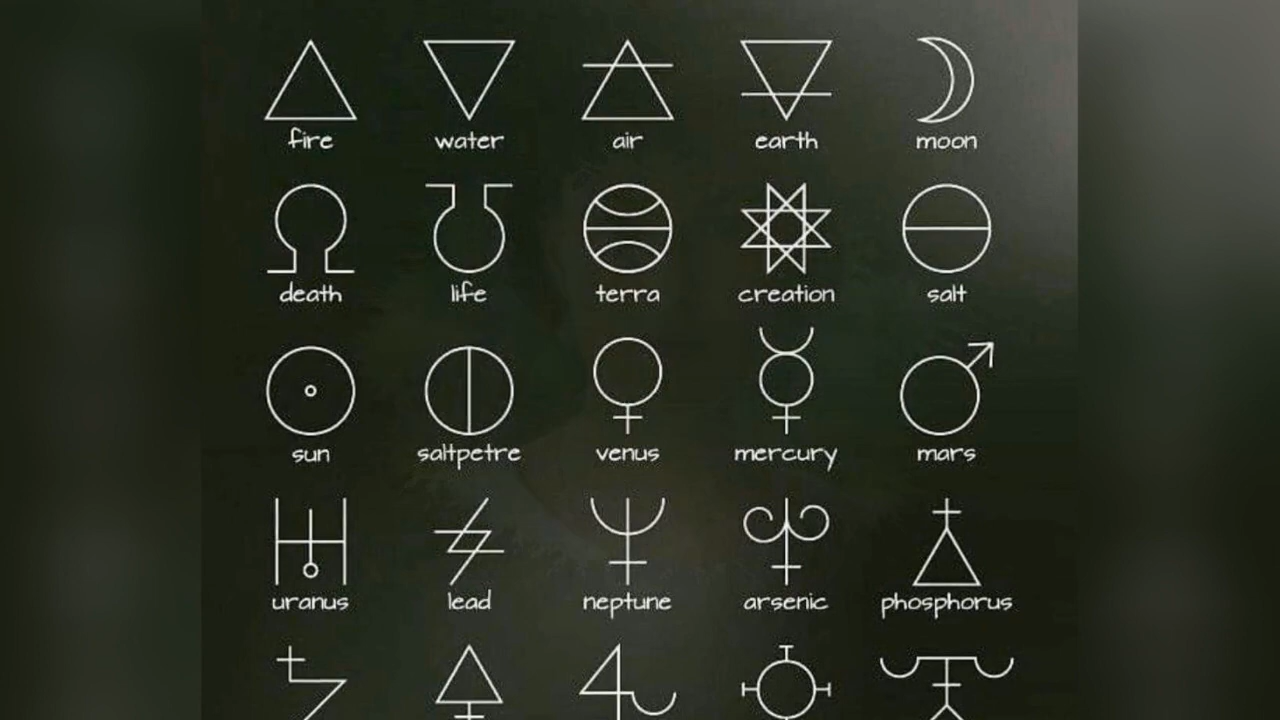 fire water air earth moon
death life terra creation salt
sun saltpetre venus mercury mars
uranus lead neptune arsenic phosphorus